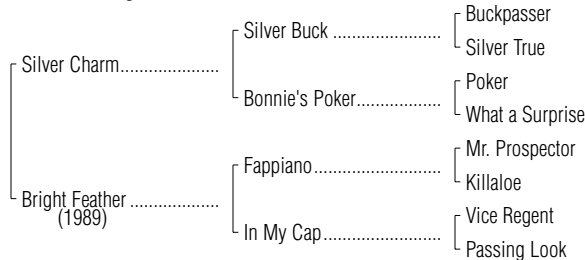 Buckpasser
Silver Buck ....................
Silver True
Silver Charm....................
Poker
Bonnie's Poker................
What a Surprise
Mr. Prospector
Fappiano.........................
Killaloe
Bright Feather ..................
(1989)
Vice Regent
In My Cap........................
Passing Look